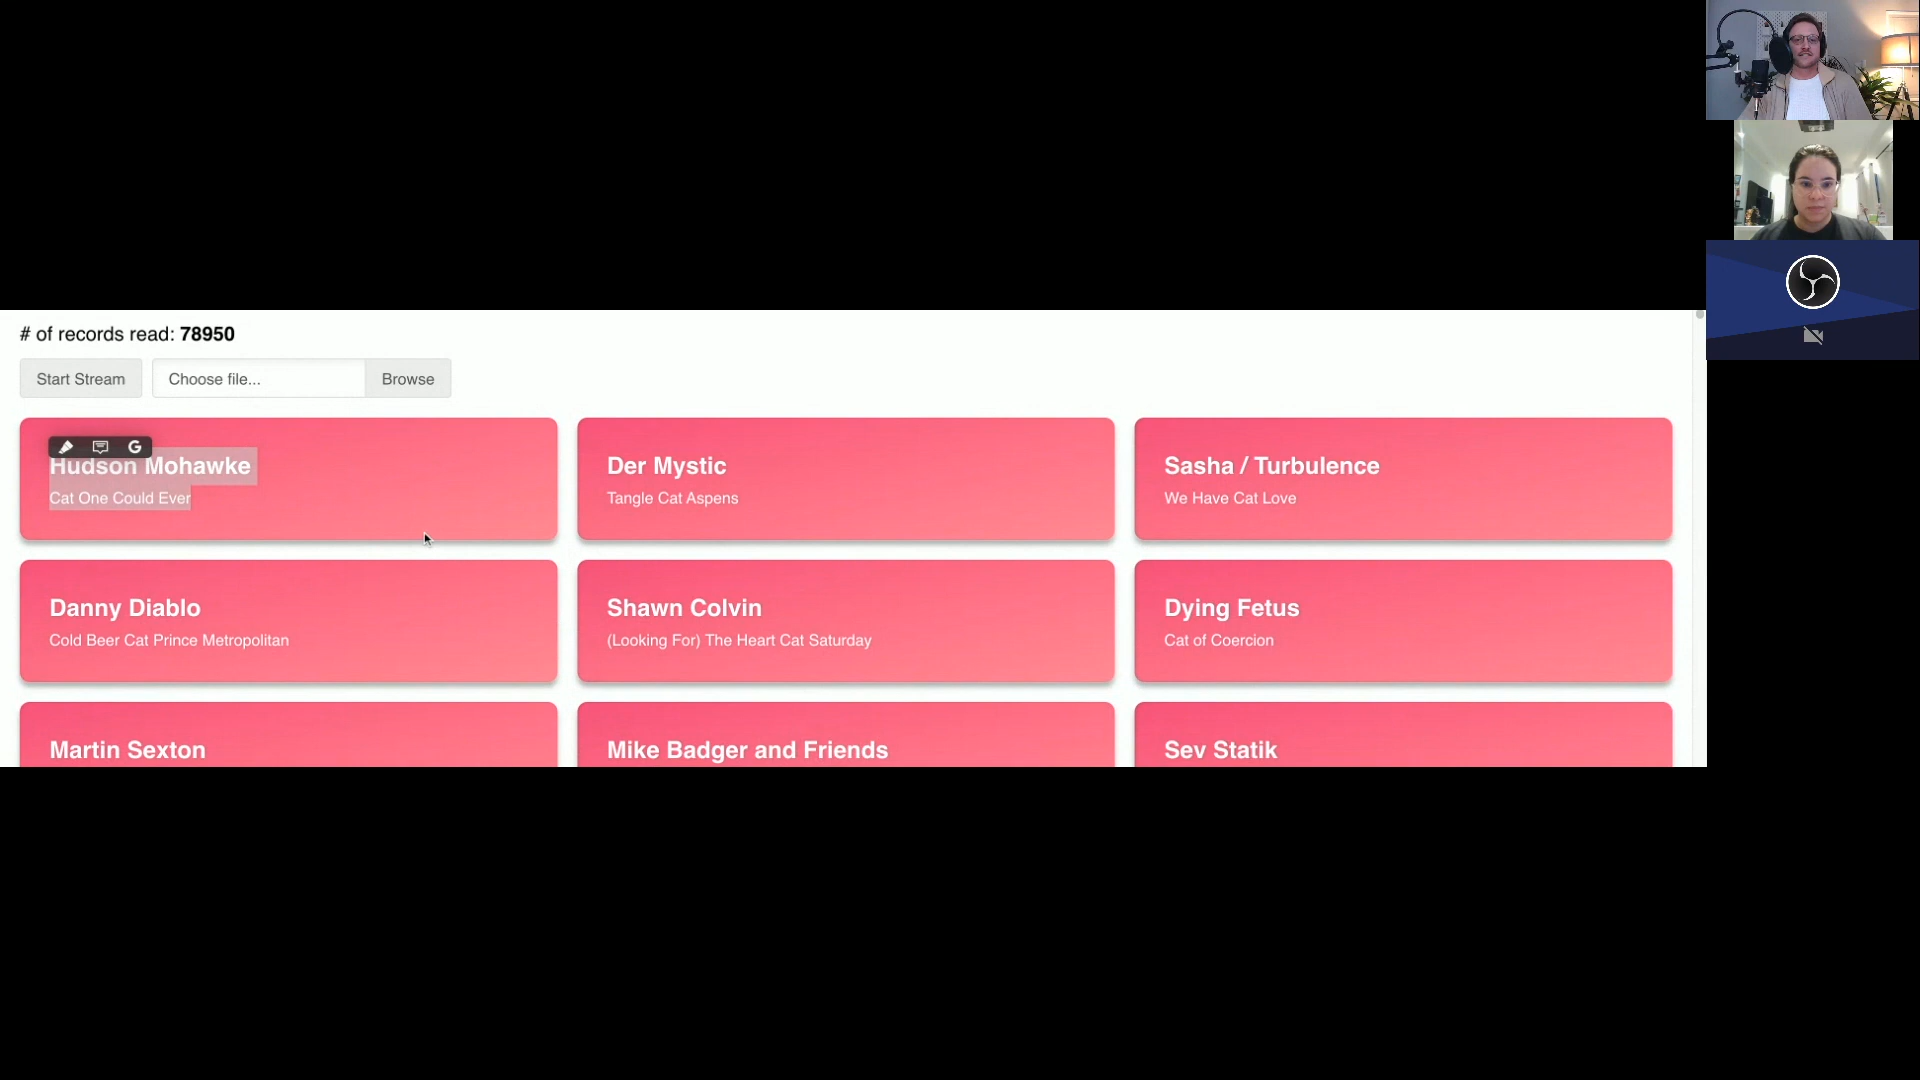 # of records read: 78950
Start Stream
Choose file...
Browse
G
Hudson Mohawke
Cat One Could Ever
Der Mystic
Tangle Cat Aspens
Sasha / Turbulence
We Have Cat Love
Danny Diablo
Cold Beer Cat Prince Metropolitan
Shawn Colvin
(Looking For) The Heart Cat Saturday
Dying Fetus
Cat of Coercion
Martin Sexton
Mike Badger and Friends
Sev Statik